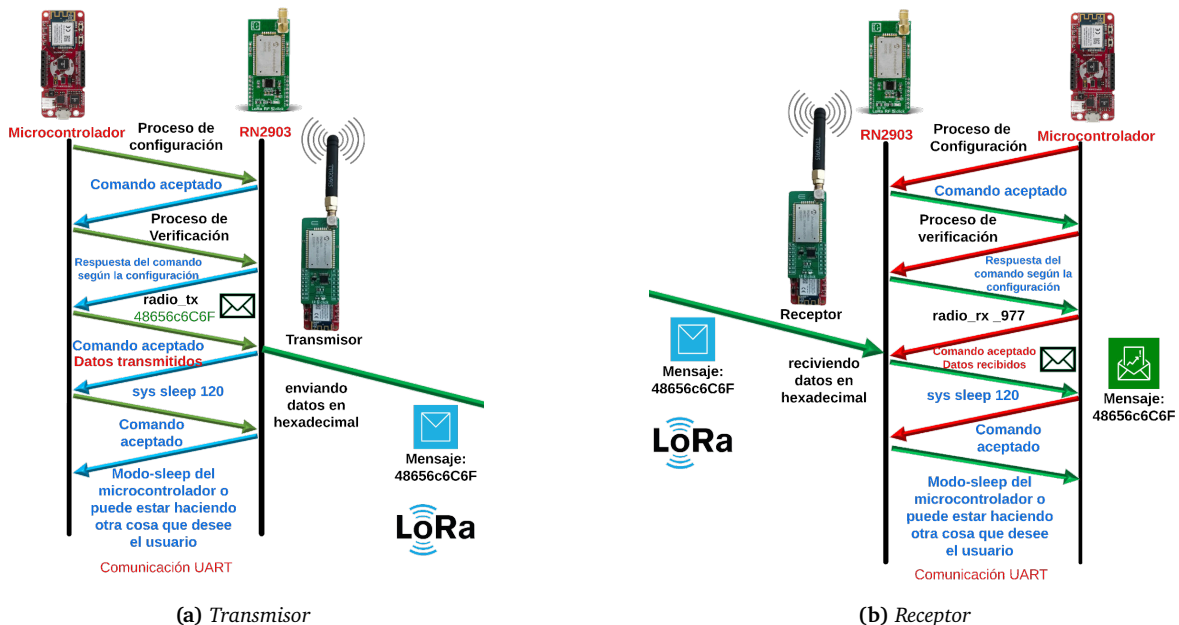 Microcontrolador
RN2903
Proceso de
configuración
Comando aceptado
Proceso de
Verificación
Respuesta del comando
según la configuración
radio_tx
48656c6C6F
Comando aceptado
Datos transmitidos
sys sleep 120
Comando
aceptado
Modo-sleep del
microcontrolador o
puede estar haciendo
otra cosa que desee
el usuario
Comunicación UART
Transmisor
enviando
datos en
hexadecimal
Mensaje:
48656c6C6F
LoRa
(a) Transmisor
RN2903
Microcontrolador
Proceso de
Configuración
Comando aceptado
Proceso de
verificación
Respuesta del
comando según la
configuración
radio_rx _977
Comando aceptado
Datos recibidos
sys sleep 120
Comando
aceptado
Modo-sleep del
microcontrolador o
puede estar haciendo
otra cosa que desee
el usuario
Comunicación UART
Receptor
reciviendo
datos en
hexadecimal
Mensaje:
48656c6C6F
LoRa
Mensaje:
48656c6C6F
(b) Receptor